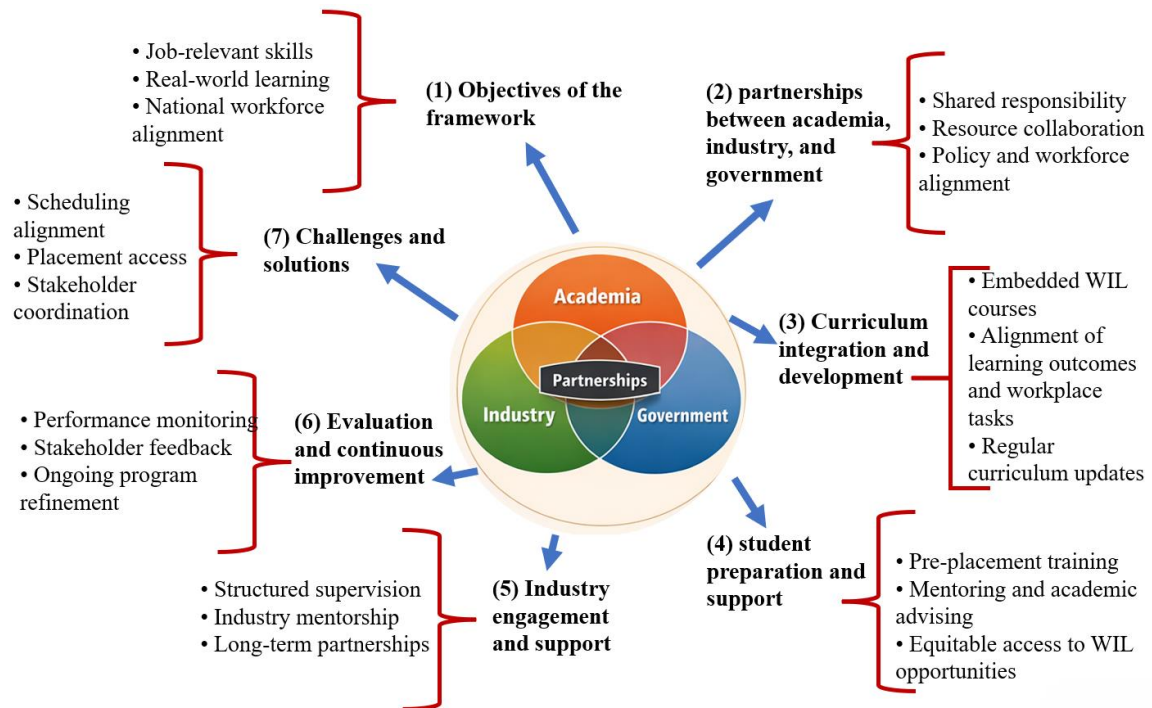 (1) Objectives of the
framework
• Job-relevant skills
• Real-world learning
• National workforce
alignment
(2) partnerships
between academia,
industry, and
government
• Shared responsibility
• Resource collaboration
• Policy and workforce
alignment
(3) Curriculum
integration and
development
• Embedded WIL
courses
• Alignment of
learning outcomes
and workplace
tasks
• Regular
curriculum updates
(4) student
preparation and
support
• Pre-placement training
• Mentoring and academic
advising
• Equitable access to WIL
opportunities
(5) Industry
engagement
and support
• Structured supervision
• Industry mentorship
• Long-term partnerships
(6) Evaluation
and continuous
improvement
• Performance monitoring
• Stakeholder feedback
• Ongoing program
refinement
(7) Challenges and
solutions
• Scheduling
alignment
• Placement access
• Stakeholder
coordination
Academia
Partnerships
Industry
Government